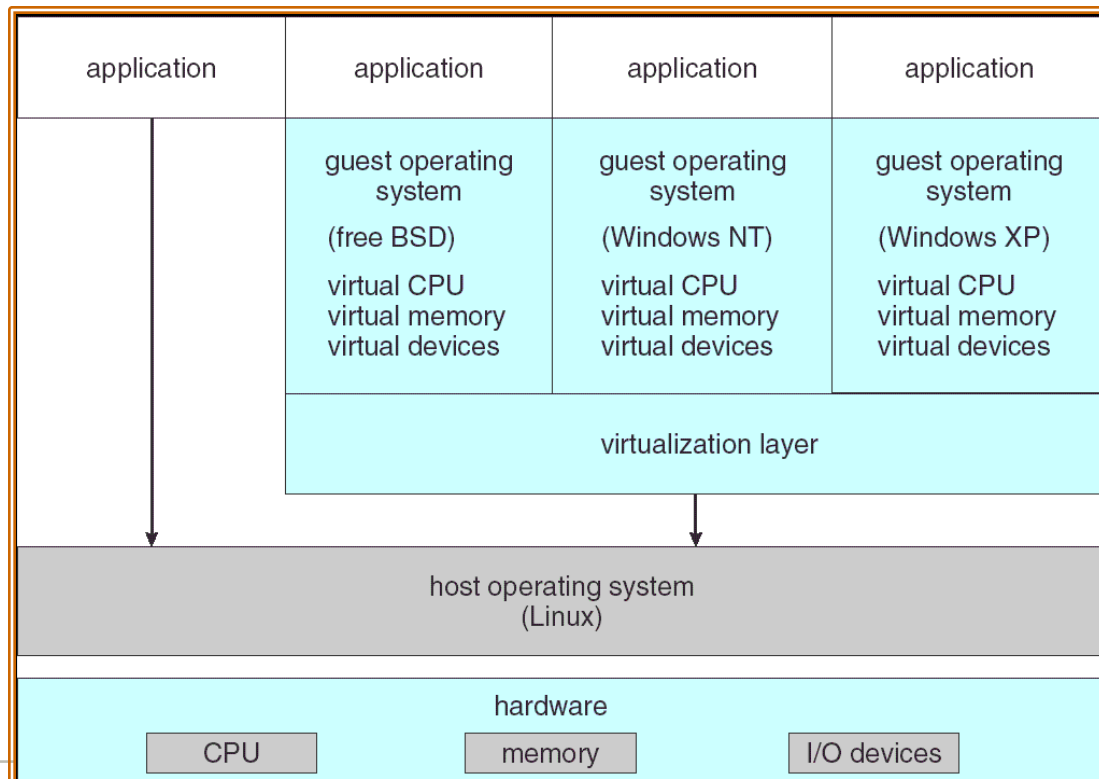 application
application
application
application
guest operating
system
(free BSD)
virtual CPU
virtual memory
virtual devices
guest operating
system
(Windows NT)
virtual CPU
virtual memory
virtual devices
guest operating
system
(Windows XP)
virtual CPU
virtual memory
virtual devices
virtualization layer
host operating system
(Linux)
hardware
CPU
memory
I/O devices